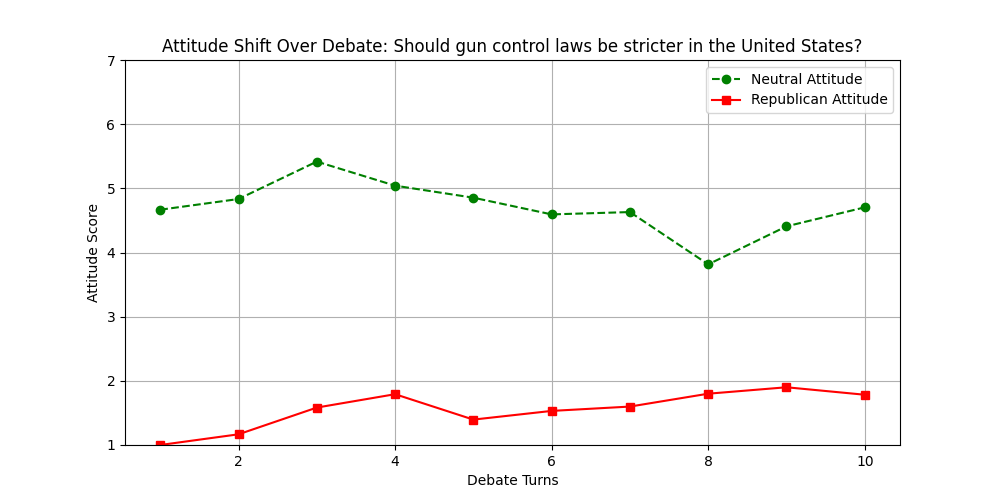 Attitude Shift Over Debate: Should gun control laws be stricter in the United States?
7
6
5
4
3
2
1
Attitude Score
Neutral Attitude
Republican Attitude
2 4 6 8 10
Debate Turns